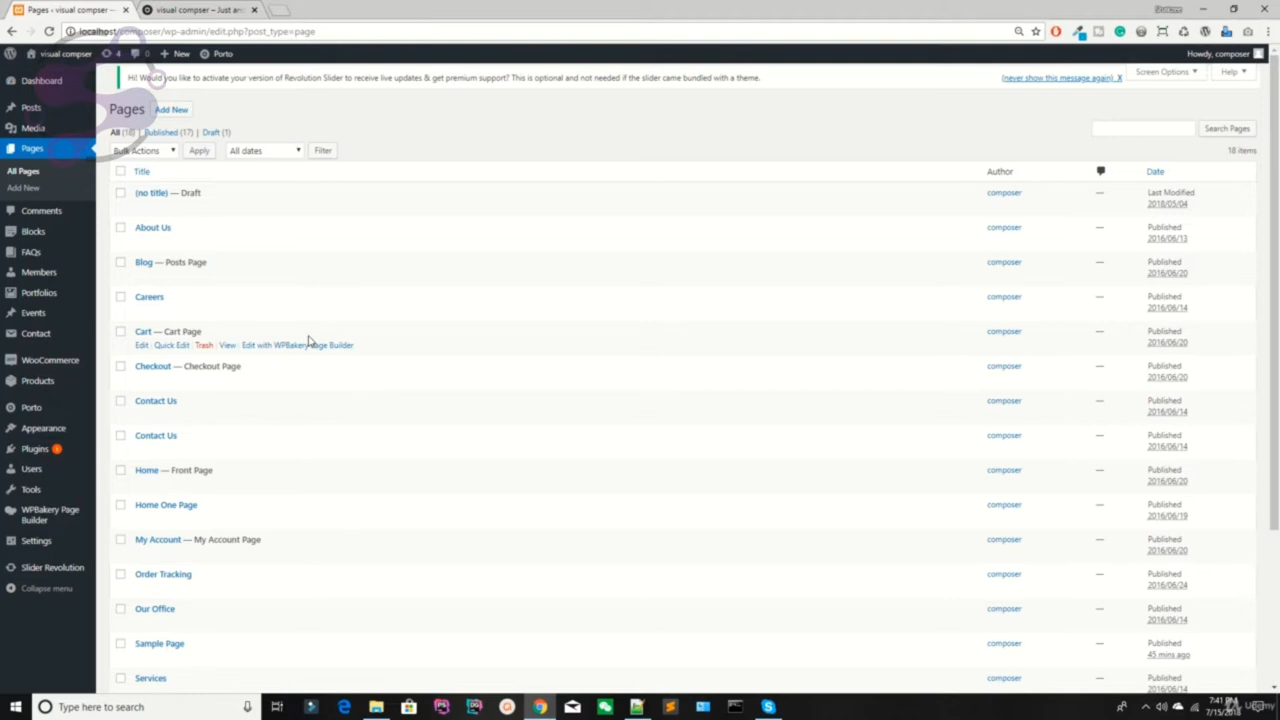 Pages ‹ visual compser —
visual compser – Just an
localhost/composer/wp-admin/edit.php?post_type=page
visual compser 4 0 New Porto
Howdy, composer
Dashboard
Posts
Media
Pages
All Pages
Add New
Comments
Blocks
FAQs
Members
Portfolios
Events
Contact
WooCommerce
Products
Porto
Appearance
Plugins
Users
Tools
WPBakery Page
Builder
Settings
Slider Revolution
Collapse menu
Hi! Would you like to activate your version of Revolution Slider to receive live updates & get premium support? This is optional and not needed if the slider came bundled with a theme.
(never show this message again) X
Screen Options
Help
Pages Add New
All (18) | Published (17) | Draft (1)
Search Pages
Bulk Actions Apply All dates Filter
18 items
Title Author Date
(no title) — Draft composer — Last Modified
2018/05/04
About Us composer — Published
2016/06/13
Blog — Posts Page composer — Published
2016/06/20
Careers composer — Published
2016/06/14
Cart — Cart Page composer — Published
2016/06/20
Edit | Quick Edit | Trash | View | Edit with WPBakery Page Builder
Checkout — Checkout Page composer — Published
2016/06/20
Contact Us composer — Published
2016/06/14
Contact Us composer — Published
2016/06/14
Home — Front Page composer — Published
2016/06/20
Home One Page composer — Published
2016/06/19
My Account — My Account Page composer — Published
2016/06/20
Order Tracking composer — Published
2016/06/24
Our Office composer — Published
2016/06/14
Sample Page composer — Published
45 mins ago
Services composer — Published
2016/06/14
Type here to search
7:41 PM
7/15/2018
Udemy